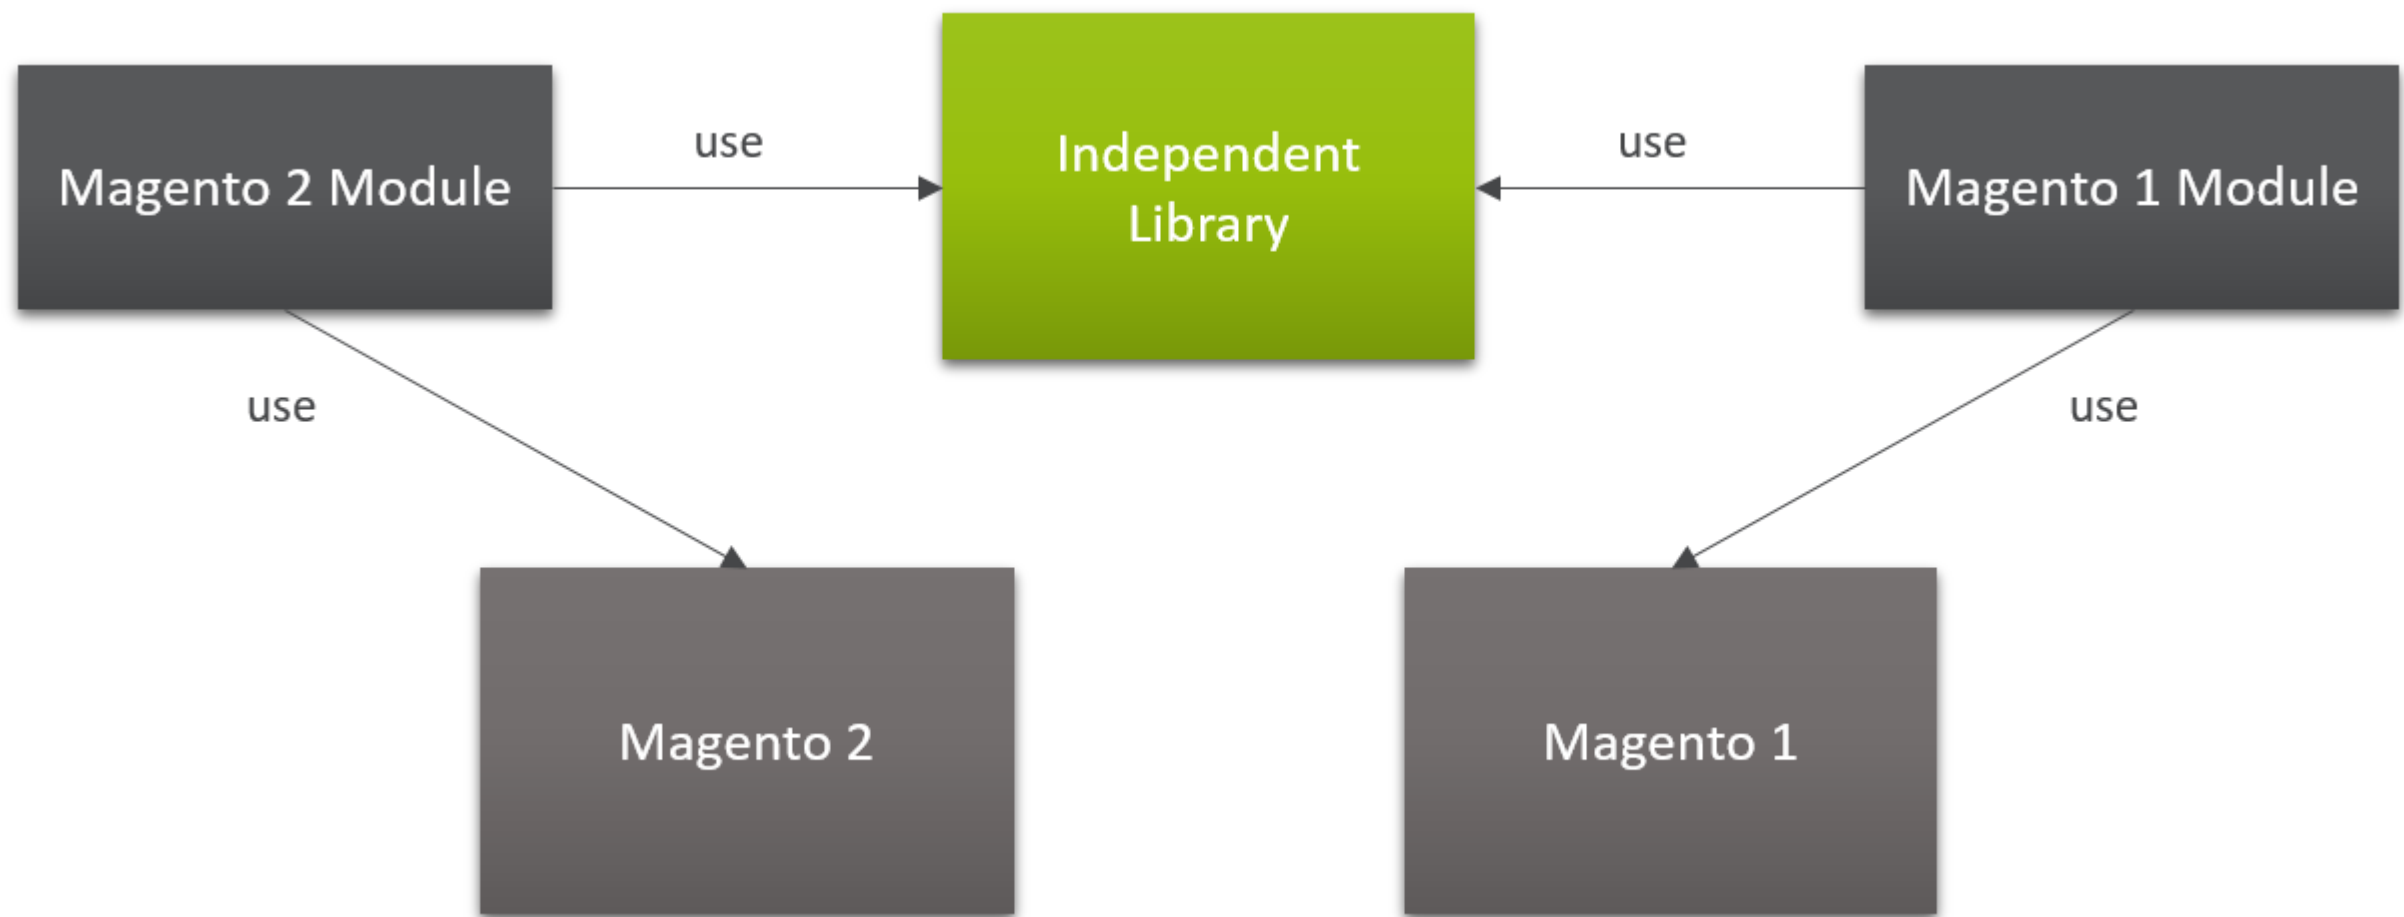 Magento 2 Module
use
Independent
Library
use
Magento 1 Module
use
use
Magento 2
Magento 1